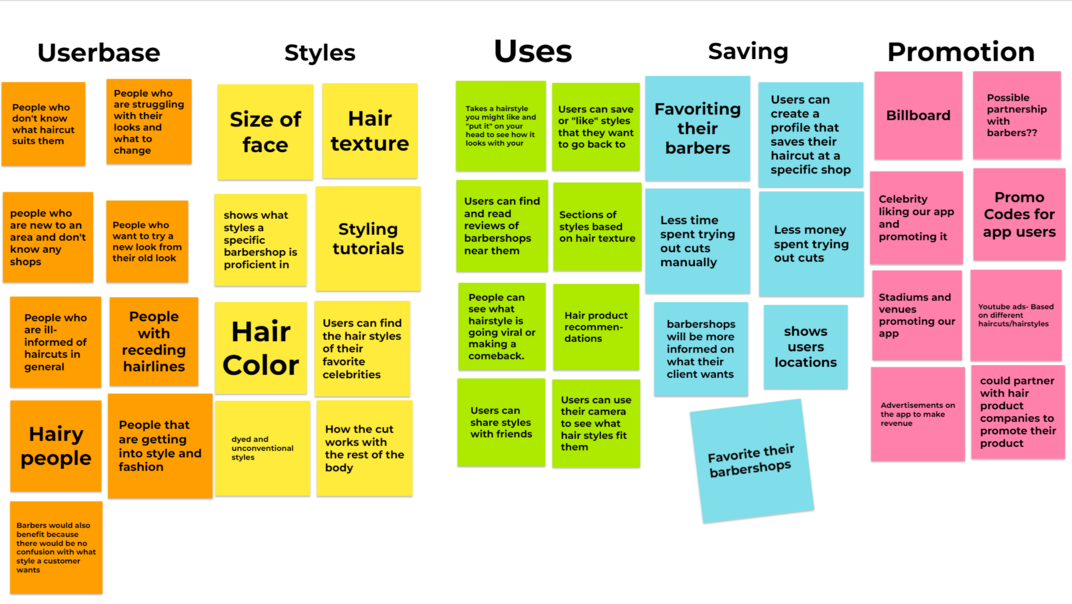 Userbase
People who
don't know
what haircut
suits them
People who
are struggling
with their
looks and
what to
change
people who
are new to an
area and don't
know any
shops
People who
want to try a
new look from
their old look
People who
are ill-
informed of
haircuts in
general
People
with
receding
hairlines
Hairy
people
People that
are getting
into style and
fashion
Barbers would also
benefit because
there would be no
confusion with what
style a customer
wants
Styles
Size of
face
Hair
texture
shows what
styles a
specific
barbershop is
proficient in
Styling
tutorials
Hair
Color
Users can find
the hair styles
of their
favorite
celebrities
dyed and
unconventional
styles
How the cut
works with
the rest of the
body
Uses
Takes a hairstyle
you might like and
"put it" on your
head to see how it
looks with your
Users can save
or "like" styles
that they want
to go back to
Users can find
and read
reviews of
barbershops
near them
Sections of
styles based
on hair texture
People can
see what
hairstyle is
going viral or
making a
comeback.
Hair product
recommen-
dations
Users can
share styles
with friends
Users can use
their camera
to see what
hair styles fit
them
Saving
Favoriting
their
barbers
Users can
create a
profile that
saves their
haircut at a
specific shop
Less time
spent trying
out cuts
manually
Less money
spent trying
out cuts
barbershops
will be more
informed on
what their
client wants
shows
users
locations
Favorite their
barbershops
Promotion
Billboard
Possible
partnership
with
barbers??
Celebrity
liking our app
and
promoting it
Promo
Codes for
app users
Stadiums and
venues
promoting our
app
Youtube ads- Based
on different
haircuts/hairstyles
Advertisements on
the app to make
revenue
could partner
with hair
product
companies to
promote their
product